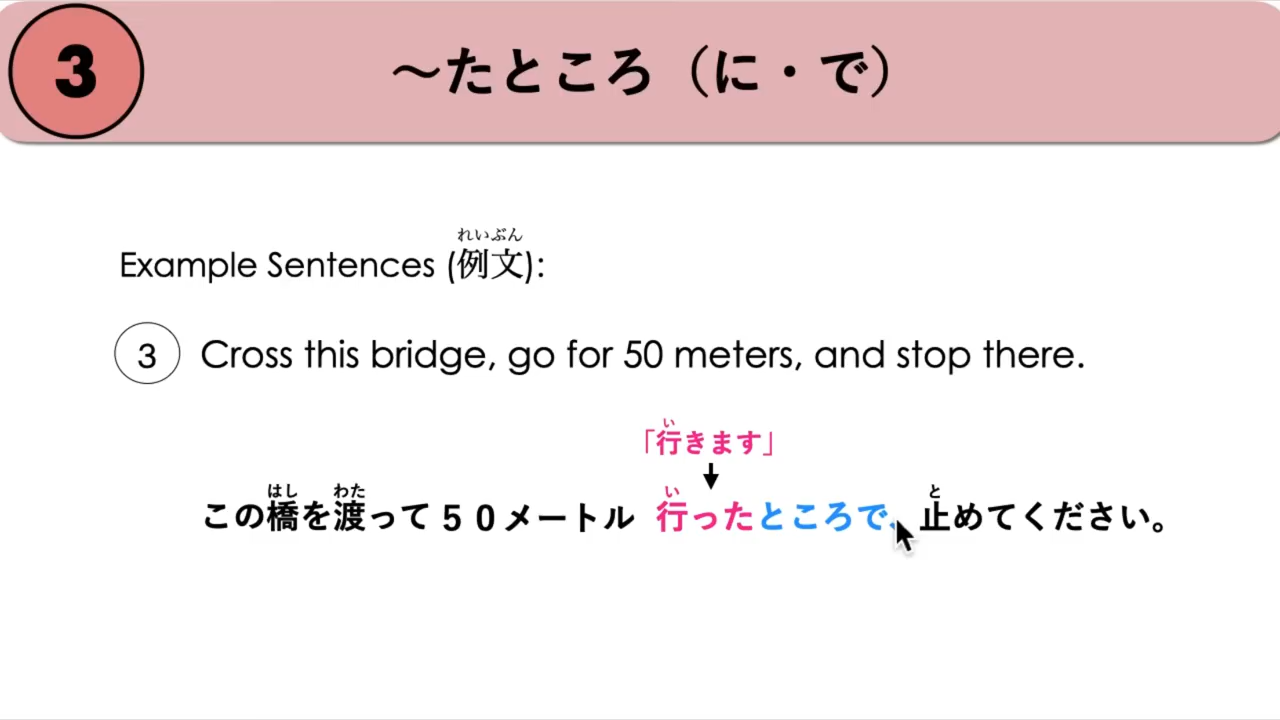 3
～たところ（に・で）
れいぶん
Example Sentences (例文):
3 Cross this bridge, go for 50 meters, and stop there.
い
「行きます」
はし わた い と
この橋を渡って５０メートル 行ったところで、止めてください。